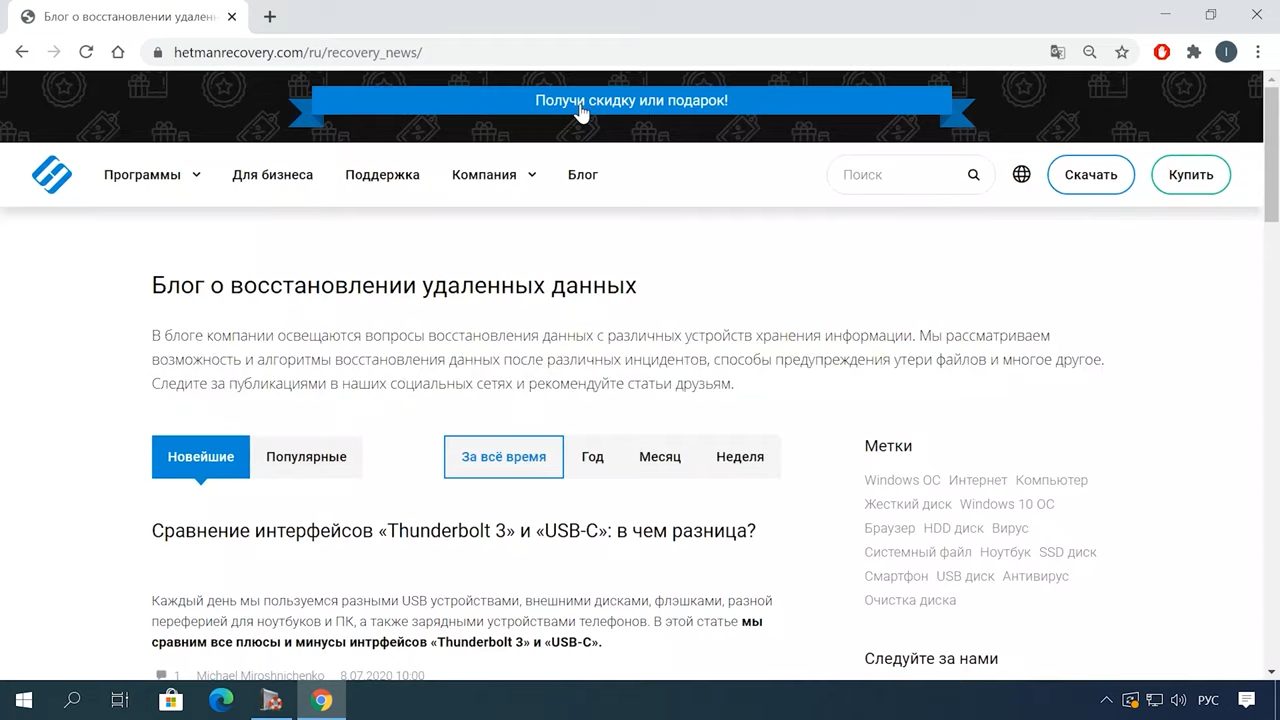 Блог о восстановлении удален
hetmanrecovery.com/ru/recovery_news/
I
Получи скидку или подарок!
Программы
Для бизнеса
Поддержка
Компания
Блог
Поиск
Скачать
Купить
Блог о восстановлении удаленных данных
В блоге компании освещаются вопросы восстановления данных с различных устройств хранения информации. Мы рассматриваем
возможность и алгоритмы восстановления данных после различных инцидентов, способы предупреждения утери файлов и многое другое.
Следите за публикациями в наших социальных сетях и рекомендуйте статьи друзьям.
Новейшие
Популярные
За всё время
Год
Месяц
Неделя
Сравнение интерфейсов «Thunderbolt 3» и «USB-C»: в чем разница?
Каждый день мы пользуемся разными USB устройствами, внешними дисками, флэшками, разной
переферией для ноутбуков и ПК, а также зарядными устройствами телефонов. В этой статье мы
сравним все плюсы и минусы интрфейсов «Thunderbolt 3» и «USB-C».
1 Michael Miroshnichenko 8.07.2020 10:00
Метки
Windows ОС Интернет Компьютер
Жесткий диск Windows 10 ОС
Браузер HDD диск Вирус
Системный файл Ноутбук SSD диск
Смартфон USB диск Антивирус
Очистка диска
Следуйте за нами
РУС